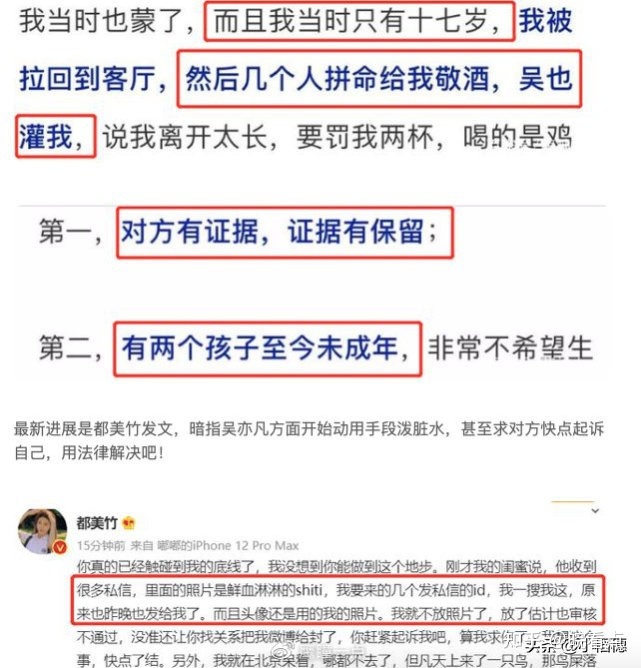 我当时也蒙了，而且我当时只有十七岁，我被
拉回到客厅，然后几个人拼命给我敬酒，吴也
灌我，说我离开太长，要罚我两杯，喝的是鸡
第一，对方有证据，证据有保留；
第二，有两个孩子至今未成年，非常不希望生
最新进展是都美竹发文，暗指吴亦凡方面开始动用手段泼脏水，甚至求对方快点起诉
自己，用法律解决吧！
都美竹
15分钟前 来自 嘟嘟的iPhone 12 Pro Max
你真的已经触碰到我的底线了，我没想到你能做到这个地步。刚才我的闺蜜说，他收到
很多私信，里面的照片是鲜血淋淋的shiti，我要来的几个发私信的id，我一搜我这，原
来也昨晚也发给我了。而且头像还是用的我的照片。我就不放照片了，放了估计也审核
不通过，没准还让你找关系把我微博给封了，你赶紧起诉我吧，算我求你
事，快点了结。另外，我就在北京呆着，哪都不去了，但凡天上来了一只鸟，那鸟屎落